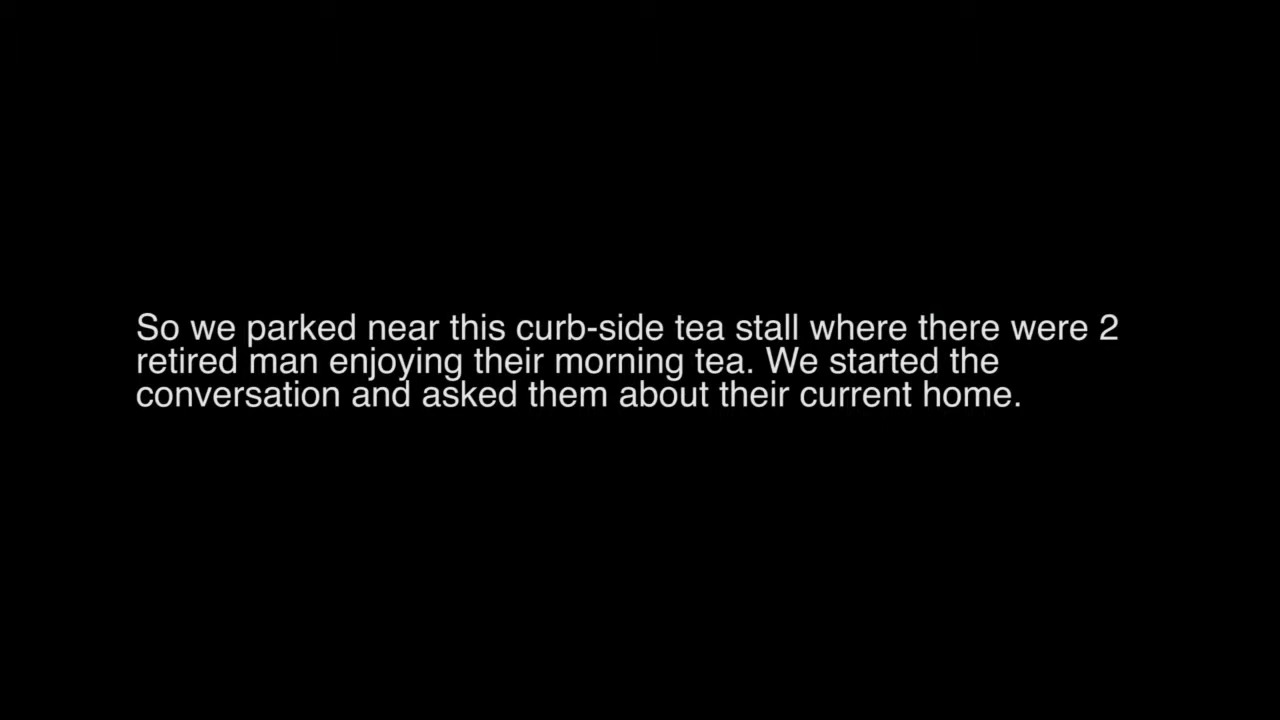 So we parked near this curb-side tea stall where there were 2
retired man enjoying their morning tea. We started the
conversation and asked them about their current home.